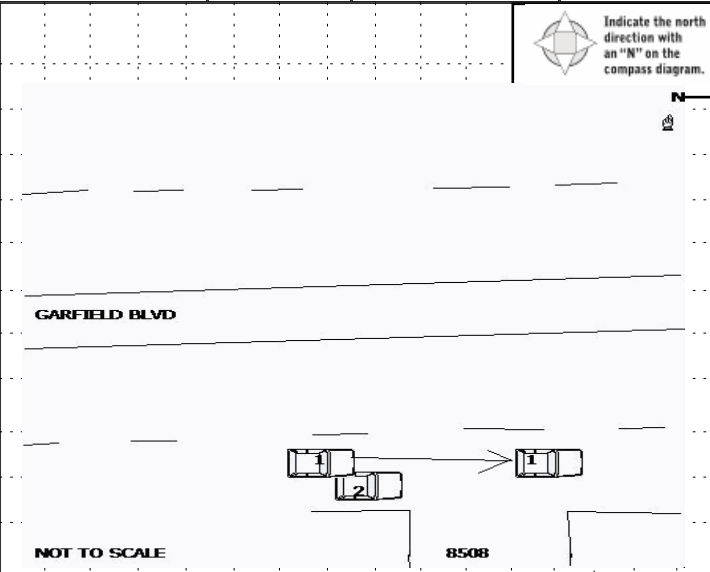 Indicate the north
direction with
an “N” on the
compass diagram.
N
GARFIELD BLVD
1
1
2
NOT TO SCALE
8508